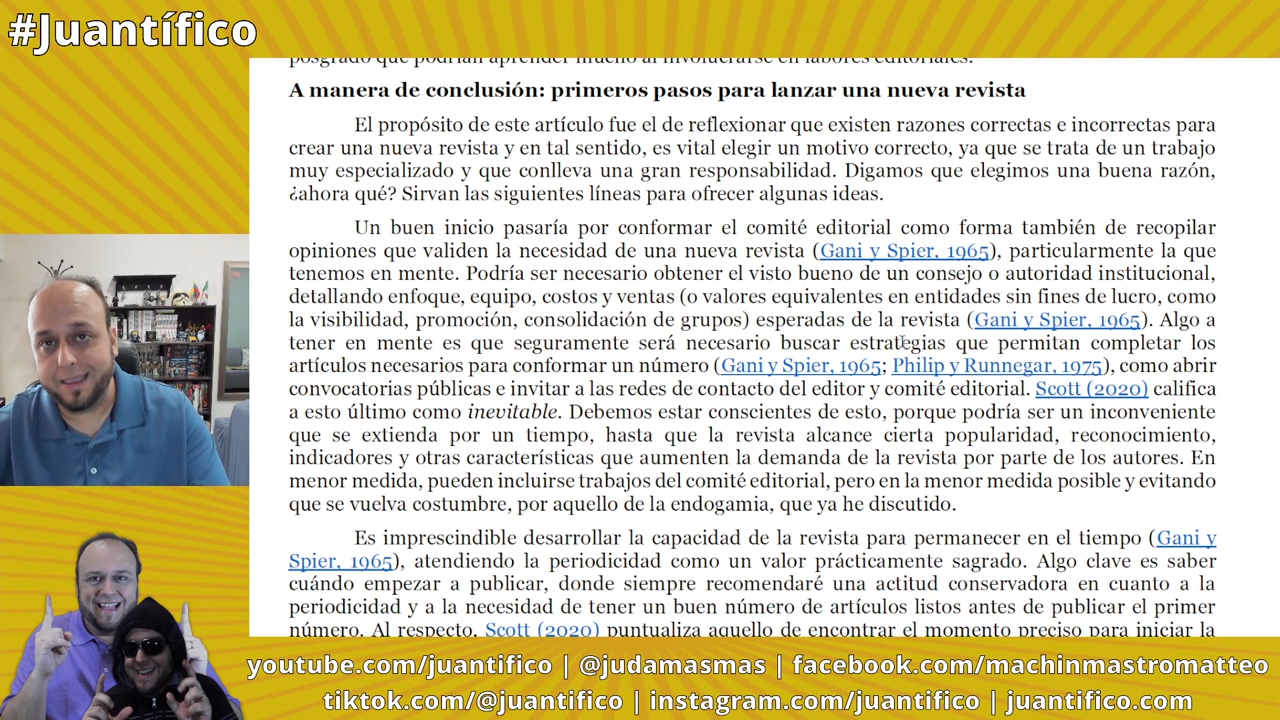 #Juantífico
posgrado que podrían aprender mucho al involucrarse en labores editoriales.
A manera de conclusión: primeros pasos para lanzar una nueva revista
El propósito de este artículo fue el de reflexionar que existen razones correctas e incorrectas para
crear una nueva revista y en tal sentido, es vital elegir un motivo correcto, ya que se trata de un trabajo
muy especializado y que conlleva una gran responsabilidad. Digamos que elegimos una buena razón,
¿ahora qué? Sirvan las siguientes líneas para ofrecer algunas ideas.
Un buen inicio pasaría por conformar el comité editorial como forma también de recopilar
opiniones que validen la necesidad de una nueva revista (Gani y Spier, 1965), particularmente la que
tenemos en mente. Podría ser necesario obtener el visto bueno de un consejo o autoridad institucional,
detallando enfoque, equipo, costos y ventas (o valores equivalentes en entidades sin fines de lucro, como
la visibilidad, promoción, consolidación de grupos) esperadas de la revista (Gani y Spier, 1965). Algo a
tener en mente es que seguramente será necesario buscar estrategias que permitan completar los
artículos necesarios para conformar un número (Gani y Spier, 1965; Philip y Runnegar, 1975), como abrir
convocatorias públicas e invitar a las redes de contacto del editor y comité editorial. Scott (2020) califica
a esto último como inevitable. Debemos estar conscientes de esto, porque podría ser un inconveniente
que se extienda por un tiempo, hasta que la revista alcance cierta popularidad, reconocimiento,
indicadores y otras características que aumenten la demanda de la revista por parte de los autores. En
menor medida, pueden incluirse trabajos del comité editorial, pero en la menor medida posible y evitando
que se vuelva costumbre, por aquello de la endogamia, que ya he discutido.
Es imprescindible desarrollar la capacidad de la revista para permanecer en el tiempo (Gani y
Spier, 1965), atendiendo la periodicidad como un valor prácticamente sagrado. Algo clave es saber
cuándo empezar a publicar, donde siempre recomendaré una actitud conservadora en cuanto a la
periodicidad y a la necesidad de tener un buen número de artículos listos antes de publicar el primer
número. Al respecto, Scott (2020) puntualiza aquello de encontrar el momento preciso para iniciar la
youtube.com/juantifico | @judamasmas | facebook.com/machinmastromatteo
tiktok.com/@juantifico | instagram.com/juantifico | juantifico.com